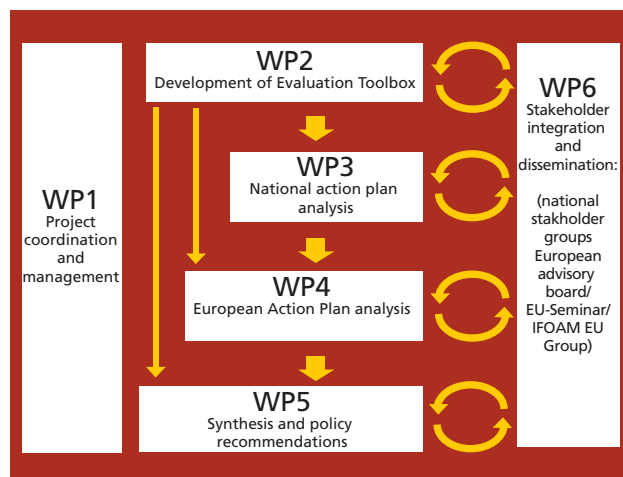 WP1
Project
coordination
and
management
WP2
Development of Evaluation Toolbox
WP3
National action plan
analysis
WP4
European Action Plan analysis
WP5
Synthesis and policy
recommendations
WP6
Stakeholder
integration
and
dissemination:
(national
stakholder
groups
European
advisory
board/
EU-Seminar/
IFOAM EU
Group)